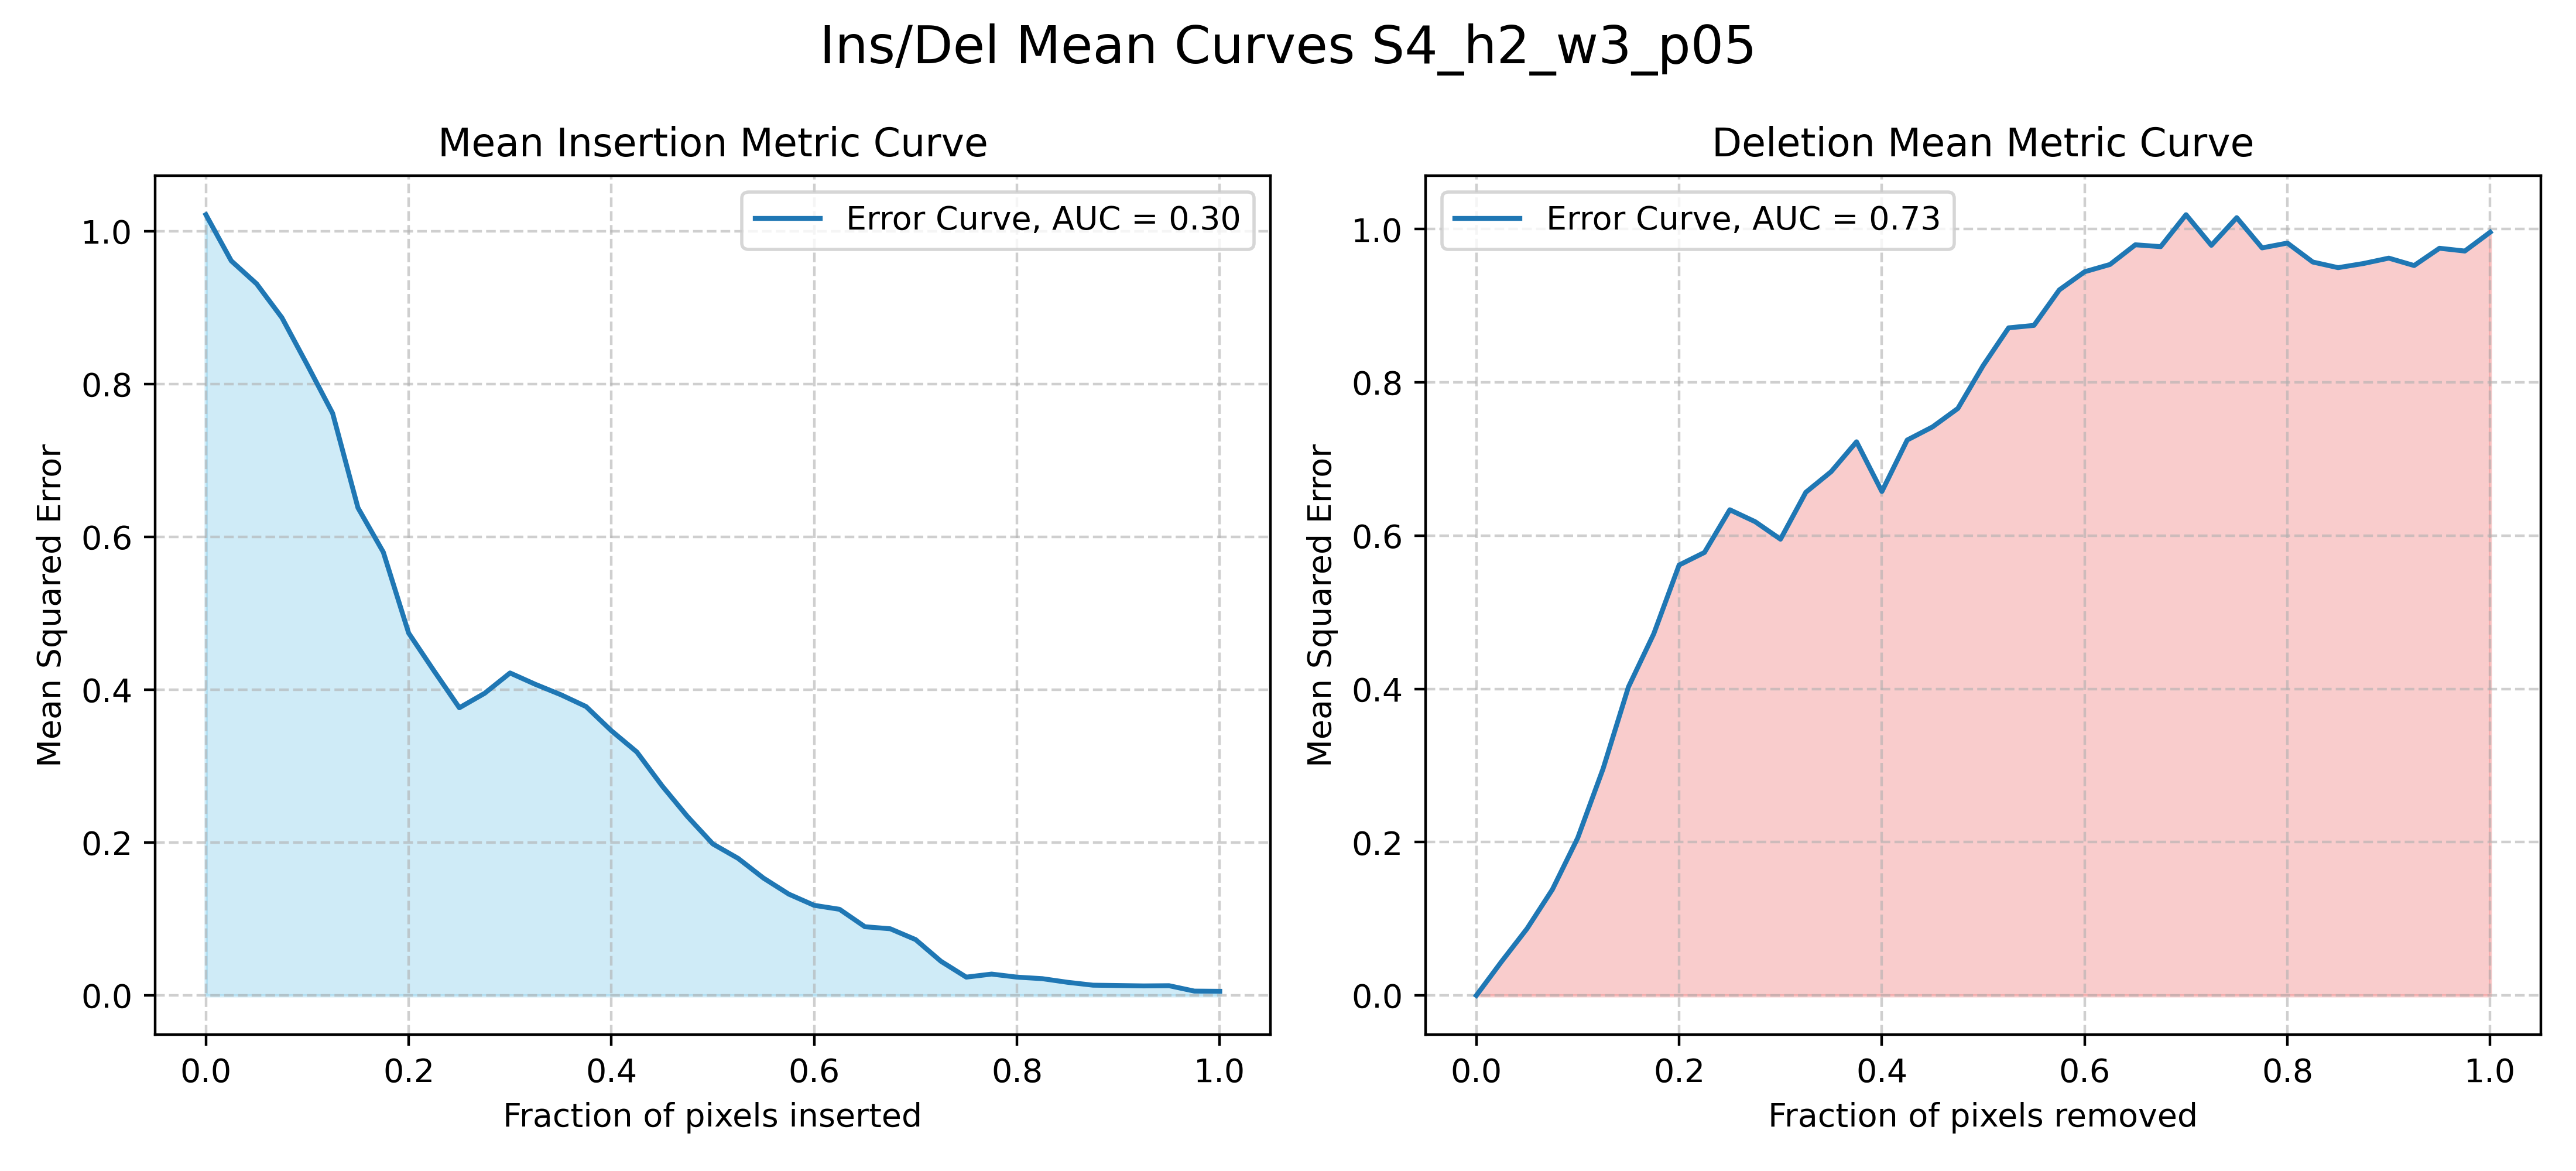 Ins/Del Mean Curves S4_h2_w3_p05
Mean Insertion Metric Curve
Error Curve, AUC = 0.30
Mean Squared Error
1.0
0.8
0.6
0.4
0.2
0.0
0.0 0.2 0.4 0.6 0.8 1.0
Fraction of pixels inserted
Deletion Mean Metric Curve
Error Curve, AUC = 0.73
Mean Squared Error
1.0
0.8
0.6
0.4
0.2
0.0
0.0 0.2 0.4 0.6 0.8 1.0
Fraction of pixels removed